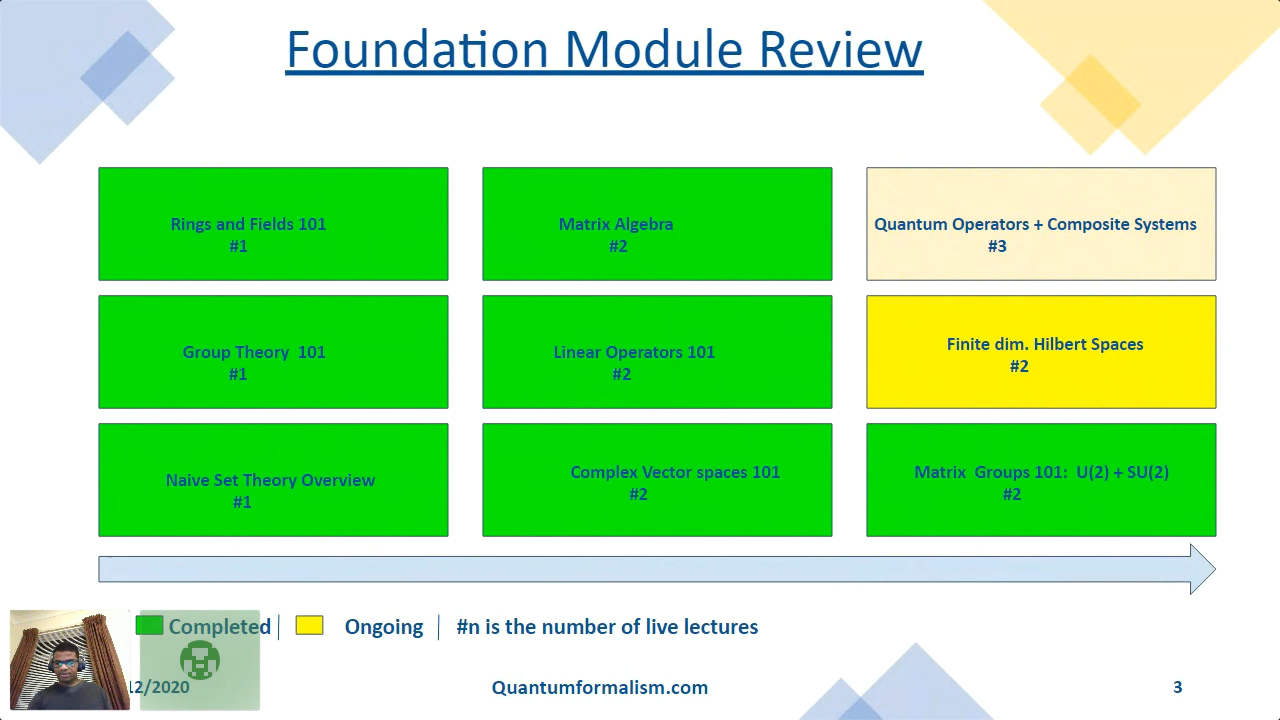 Foundation Module Review
Rings and Fields 101
#1
Matrix Algebra
#2
Quantum Operators + Composite Systems
#3
Group Theory 101
#1
Linear Operators 101
#2
Finite dim. Hilbert Spaces
#2
Naive Set Theory Overview
#1
Complex Vector spaces 101
#2
Matrix Groups 101: U(2) + SU(2)
#2
Completed | Ongoing | #n is the number of live lectures
12/2020
Quantumformalism.com
3